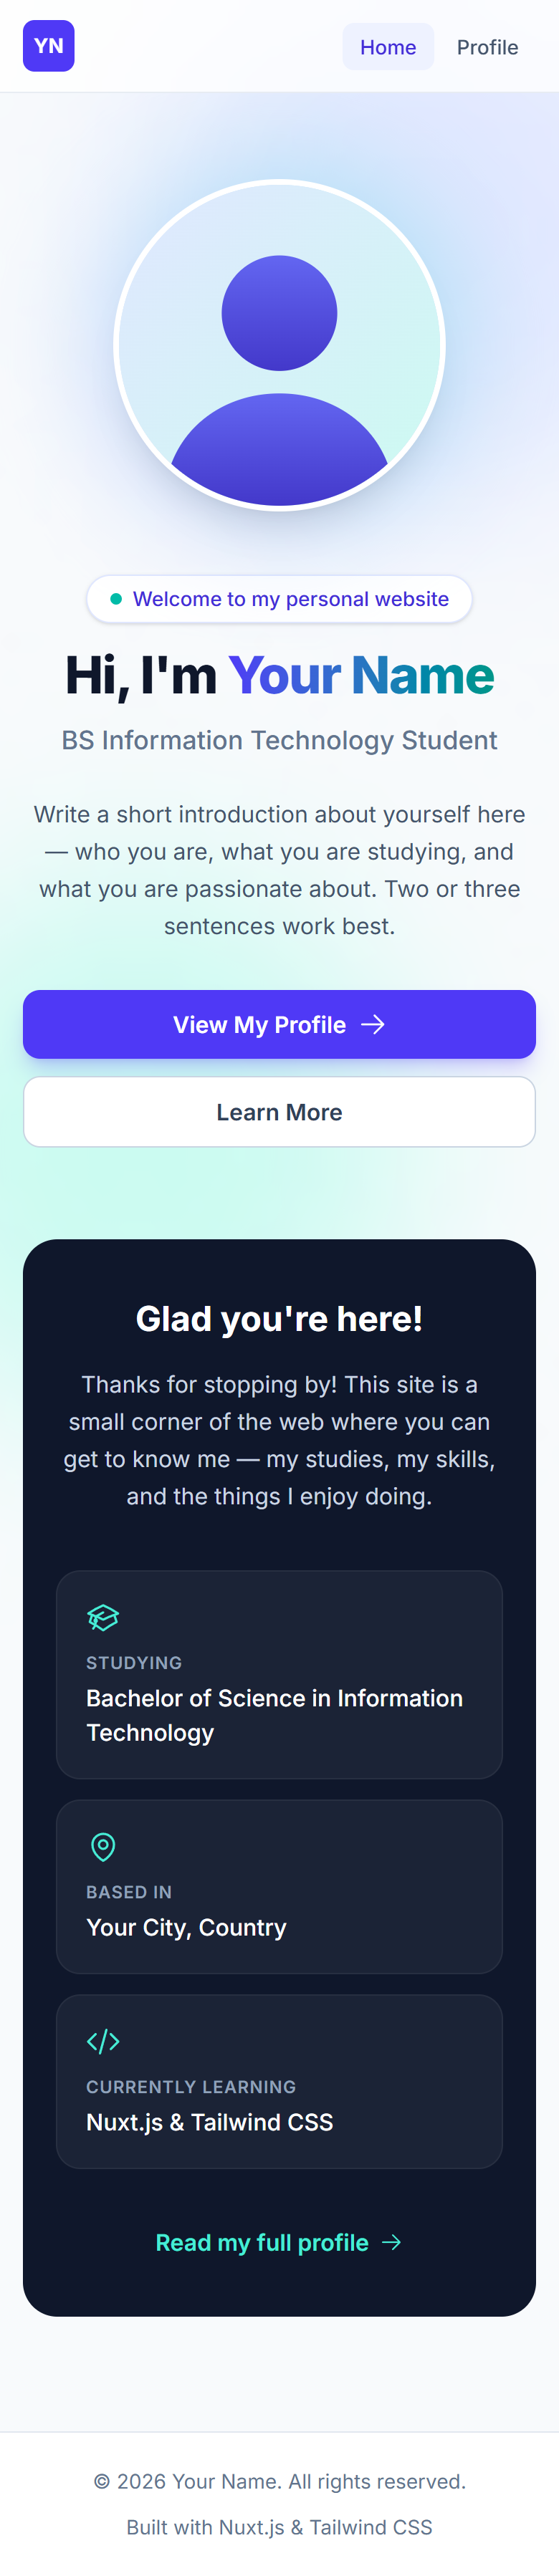 YN
Home
Profile
Welcome to my personal website
Hi, I'm Your Name
BS Information Technology Student
Write a short introduction about yourself here
— who you are, what you are studying, and
what you are passionate about. Two or three
sentences work best.
View My Profile →
Learn More
Glad you're here!
Thanks for stopping by! This site is a
small corner of the web where you can
get to know me — my studies, my skills,
and the things I enjoy doing.
STUDYING
Bachelor of Science in Information
Technology
BASED IN
Your City, Country
CURRENTLY LEARNING
Nuxt.js & Tailwind CSS
Read my full profile →
© 2026 Your Name. All rights reserved.
Built with Nuxt.js & Tailwind CSS